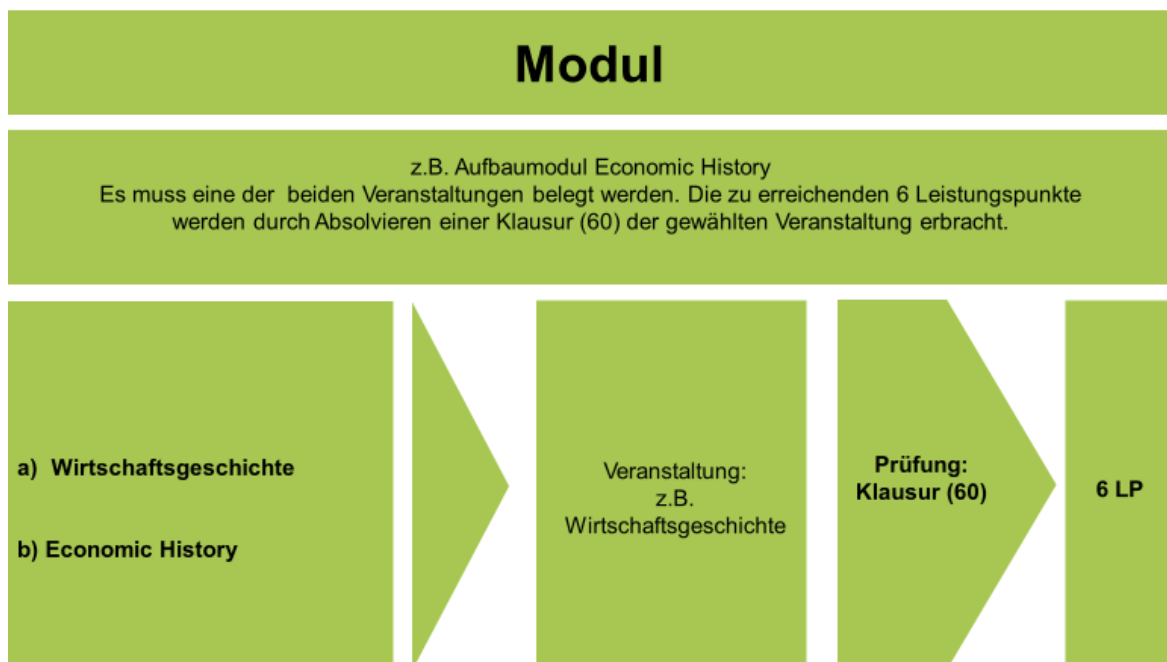 Modul
z.B. Aufbaumodul Economic History
Es muss eine der beiden Veranstaltungen belegt werden. Die zu erreichenden 6 Leistungspunkte
werden durch Absolvieren einer Klausur (60) der gewählten Veranstaltung erbracht.
a) Wirtschaftsgeschichte
b) Economic History
Veranstaltung:
z.B.
Wirtschaftsgeschichte
Prüfung:
Klausur (60)
6 LP